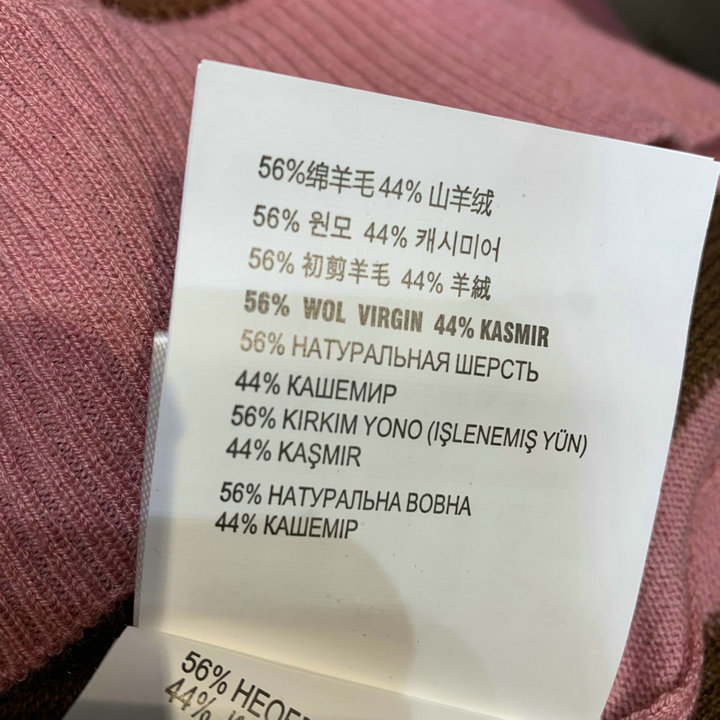 56%绵羊毛 44% 山羊绒
56% 원모 44% 캐시미어
56% 初剪羊毛 44% 羊絨
56% WOL VIRGIN 44% KASMIR
56% НАТУРАЛЬНАЯ ШЕРСТЬ
44% КАШЕМИР
56% KIRKIM YONO (IŞLENEMIŞ YÜN)
44% KAŞMIR
56% НАТУРАЛЬНА ВОВНА
44% КАШЕМІР
56%
44%